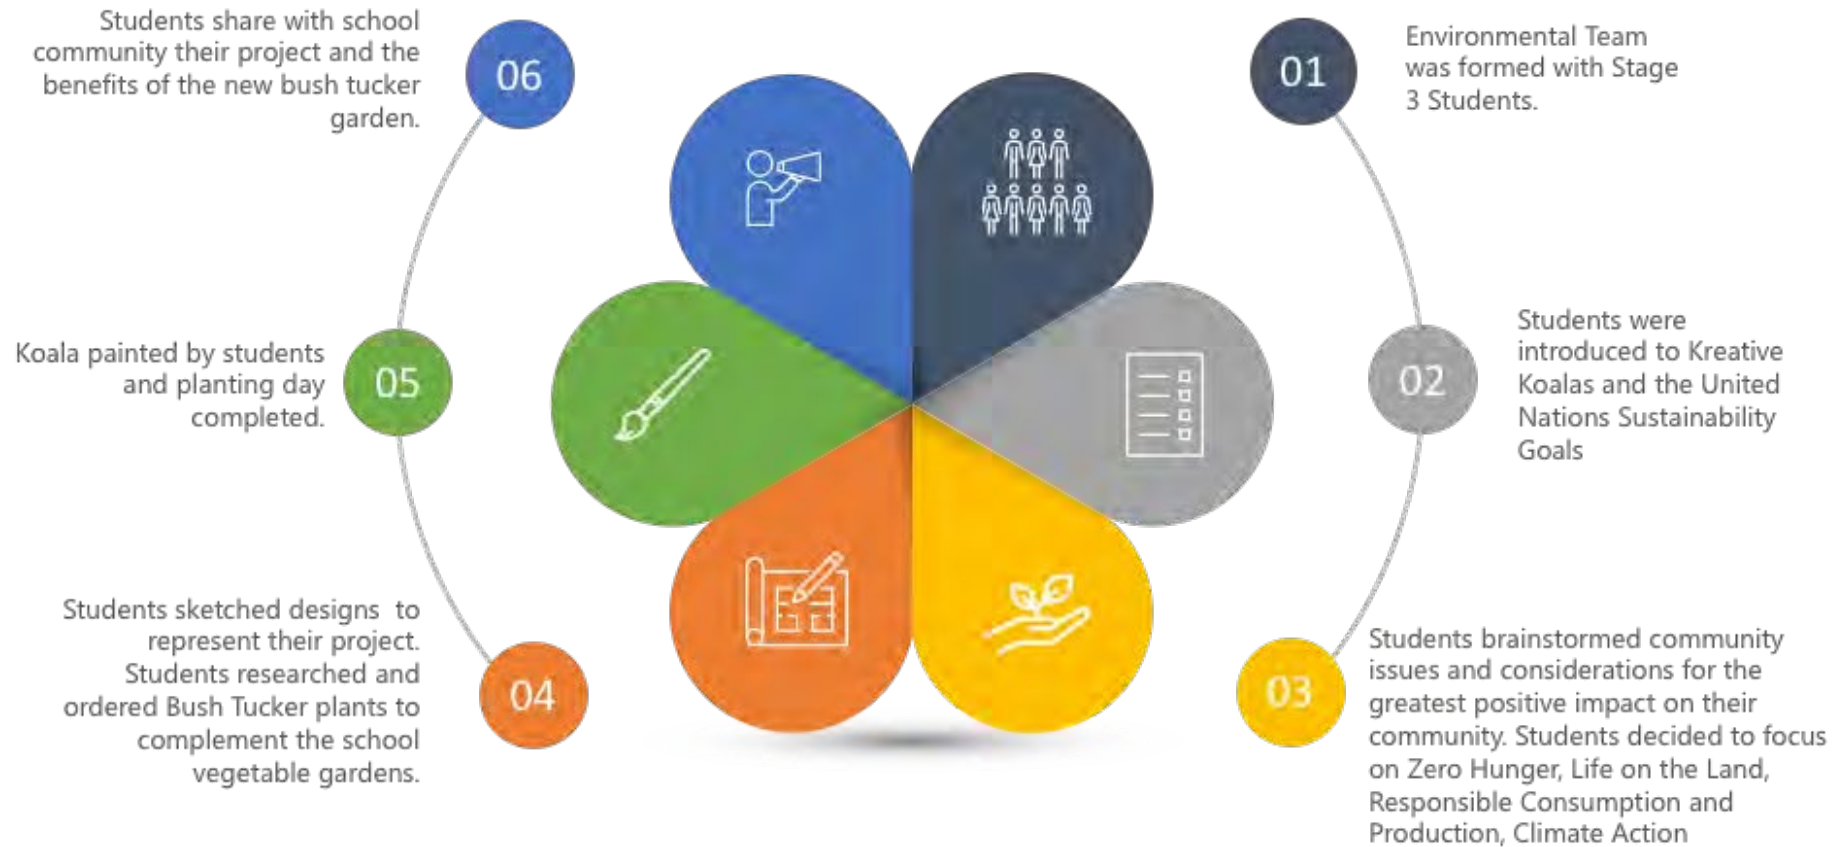 01
Environmental Team
was formed with Stage
3 Students.
02
Students were
introduced to Kreative
Koalas and the United
Nations Sustainability
Goals
03
Students brainstormed community
issues and considerations for the
greatest positive impact on their
community. Students decided to focus
on Zero Hunger, Life on the Land,
Responsible Consumption and
Production, Climate Action
04
Students sketched designs to
represent their project.
Students researched and
ordered Bush Tucker plants to
complement the school
vegetable gardens.
05
Koala painted by students
and planting day
completed.
06
Students share with school
community their project and the
benefits of the new bush tucker
garden.